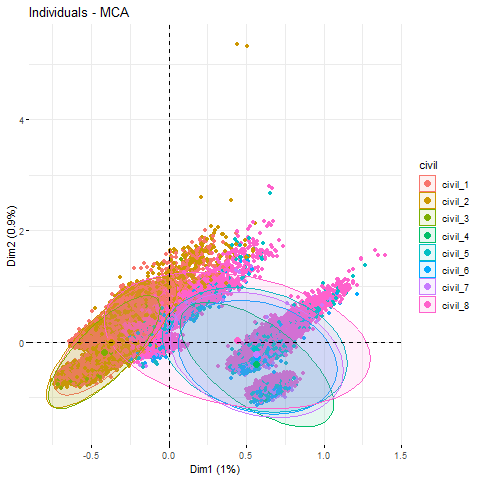 Individuals - MCA
Dim2 (0.9%)
4
2
0
-0.5
0.0
0.5
1.0
1.5
Dim1 (1%)
civil
civil_1
civil_2
civil_3
civil_4
civil_5
civil_6
civil_7
civil_8